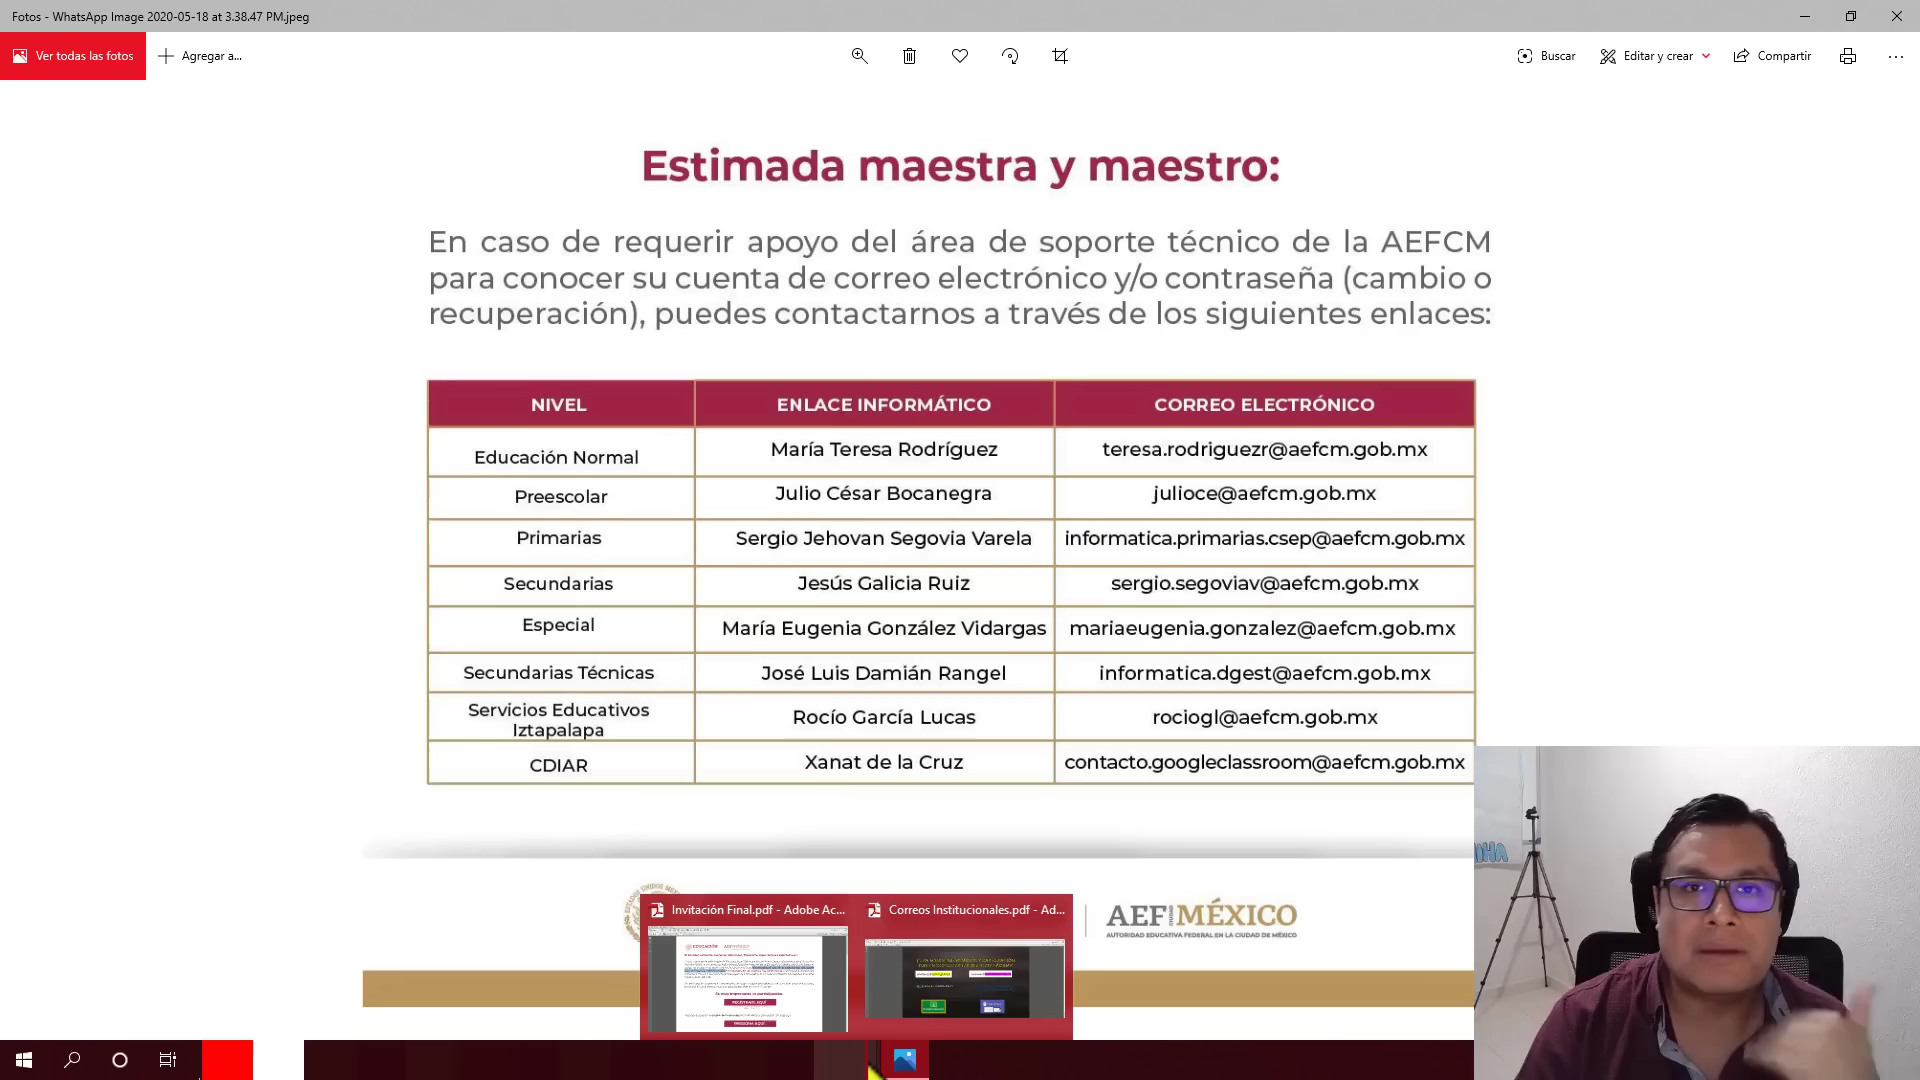 Fotos - WhatsApp Image 2020-05-18 at 3.38.47 PM.jpeg
Ver todas las fotos
Agregar a...
Buscar
Editar y crear
Compartir
Estimada maestra y maestro:
En caso de requerir apoyo del área de soporte técnico de la AEFCM
para conocer su cuenta de correo electrónico y/o contraseña (cambio o
recuperación), puedes contactarnos a través de los siguientes enlaces:
NIVEL ENLACE INFORMÁTICO CORREO ELECTRÓNICO
Educación Normal María Teresa Rodríguez teresa.rodriguezr@aefcm.gob.mx
Preescolar Julio César Bocanegra julioce@aefcm.gob.mx
Primarias Sergio Jehovan Segovia Varela informatica.primarias.csep@aefcm.gob.mx
Secundarias Jesús Galicia Ruiz sergio.segoviav@aefcm.gob.mx
Especial María Eugenia González Vidargas mariaeugenia.gonzalez@aefcm.gob.mx
Secundarias Técnicas José Luis Damián Rangel informatica.dgest@aefcm.gob.mx
Servicios Educativos
Iztapalapa
Rocío García Lucas rociogl@aefcm.gob.mx
CDIAR Xanat de la Cruz contacto.googleclassroom@aefcm.gob.mx
Invitación Final.pdf - Adobe Ac...
Correos Institucionales.pdf - Ad...
AEF CIUDAD DE MÉXICO
AUTORIDAD EDUCATIVA FEDERAL EN LA CIUDAD DE MÉXICO